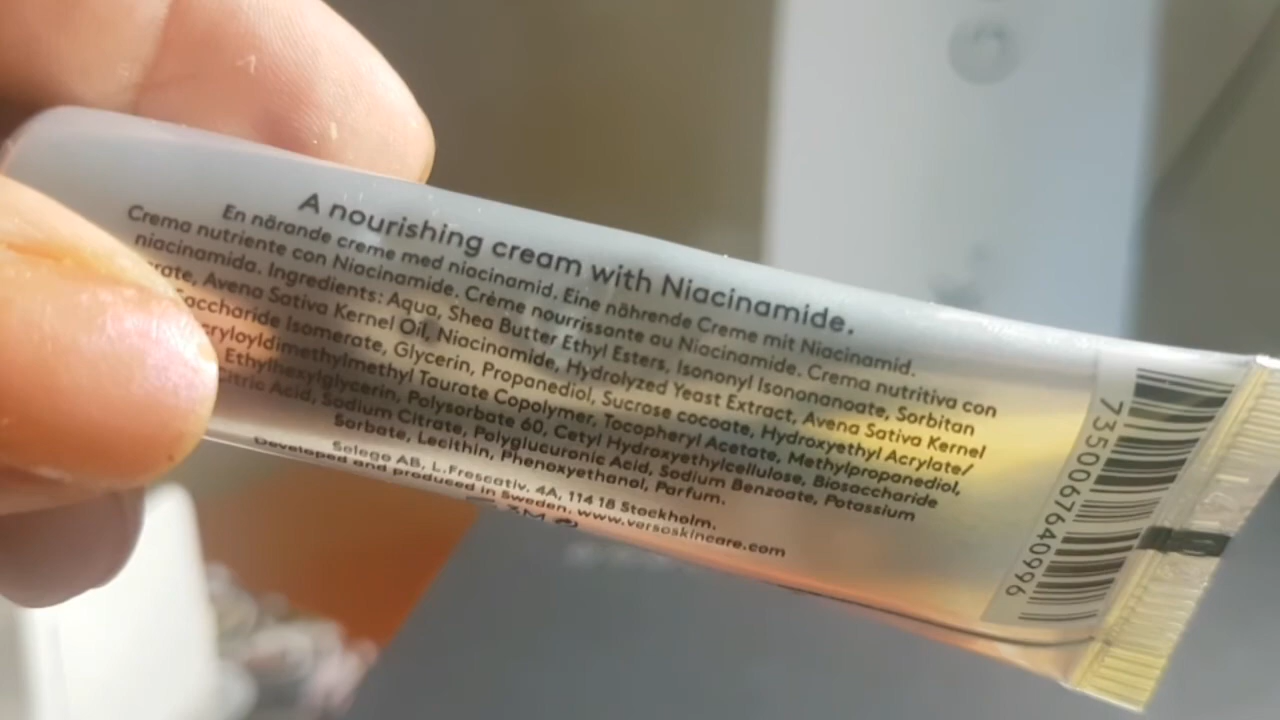 A nourishing cream with Niacinamide.
En närande creme med niacinamid. Eine nährende Creme mit Niacinamid.
Crema nutriente con Niacinamide. Crème nourrissante au Niacinamide. Crema nutritiva con
niacinamida. Ingredients: Aqua, Shea Butter Ethyl Esters, Isononyl Isononanoate, Sorbitan
rate, Avena Sativa Kernel Oil, Niacinamide, Hydrolyzed Yeast Extract, Avena Sativa Kernel
accharide Isomerate, Glycerin, Propanediol, Sucrose cocoate, Hydroxyethyl Acrylate/
cryloyldimethylmethyl Taurate Copolymer, Tocopheryl Acetate, Methylpropanediol,
Ethylhexylglycerin, Polysorbate 60, Cetyl Hydroxyethylcellulose, Biosaccharide
Citric Acid, Sodium Citrate, Polyglucuronic Acid, Sodium Benzoate, Potassium
Sorbate, Lecithin, Phenoxyethanol, Parfum.
Solego AB, L.Frescativ. 4A, 114 18 Stockholm.
Developed and produced in Sweden. www.versoskincare.com
3M
7350067640996